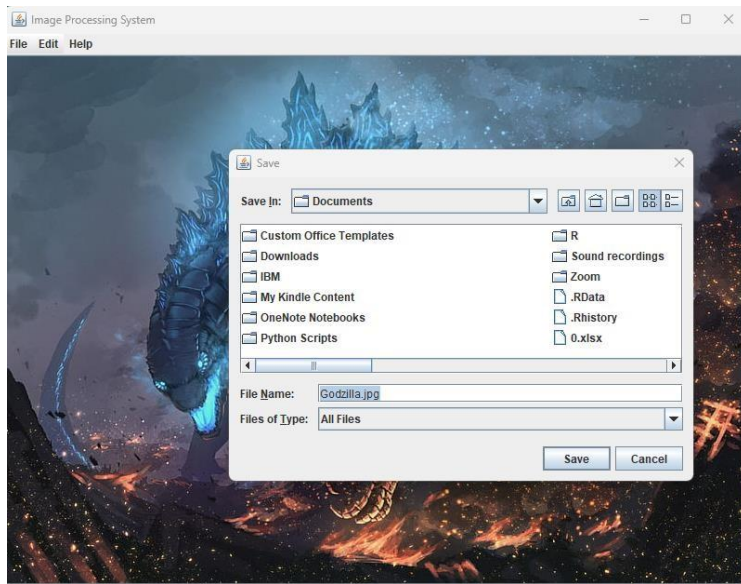 Image Processing System
File Edit Help
Save
Save In: Documents
Custom Office Templates
Downloads
IBM
My Kindle Content
OneNote Notebooks
Python Scripts
R
Sound recordings
Zoom
.RData
.Rhistory
0.xlsx
File Name: Godzilla.jpg
Files of Type: All Files
Save Cancel